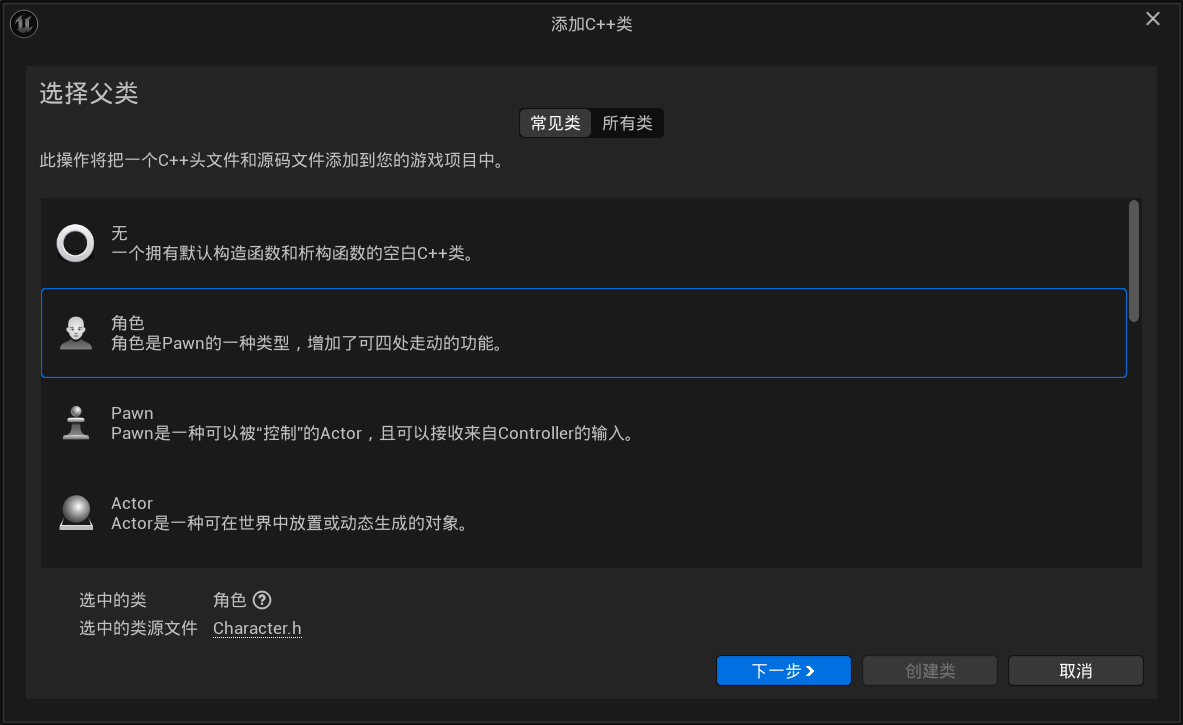 添加C++类
选择父类
常见类 所有类
此操作将把一个C++头文件和源码文件添加到您的游戏项目中。
无
一个拥有默认构造函数和析构函数的空白C++类。
角色
角色是Pawn的一种类型，增加了可四处走动的功能。
Pawn
Pawn是一种可以被“控制”的Actor，且可以接收来自Controller的输入。
Actor
Actor是一种可在世界中放置或动态生成的对象。
选中的类 角色
选中的类源文件 Character.h
下一步 创建类 取消